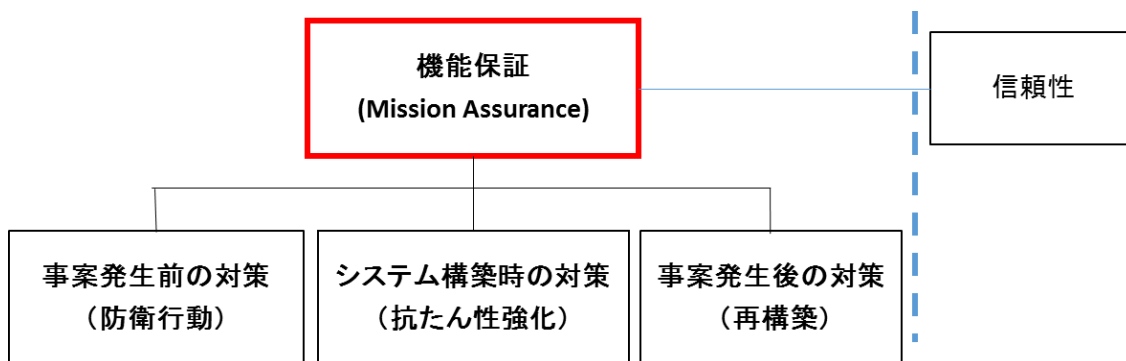 機能保証
(Mission Assurance)
信頼性
事案発生前の対策
（防衛行動）
システム構築時の対策
（抗たん性強化）
事案発生後の対策
（再構築）